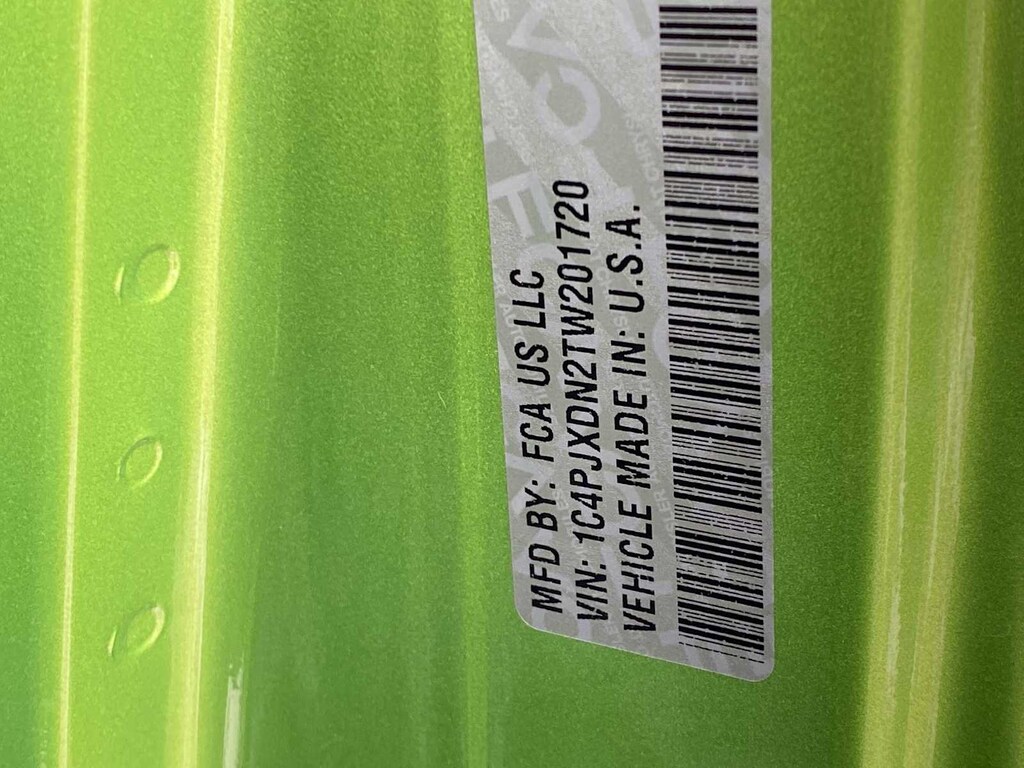 MFD BY: FCA US LLC
VIN: 1C4PJXDN2TW201720
VEHICLE MADE IN: U.S.A.